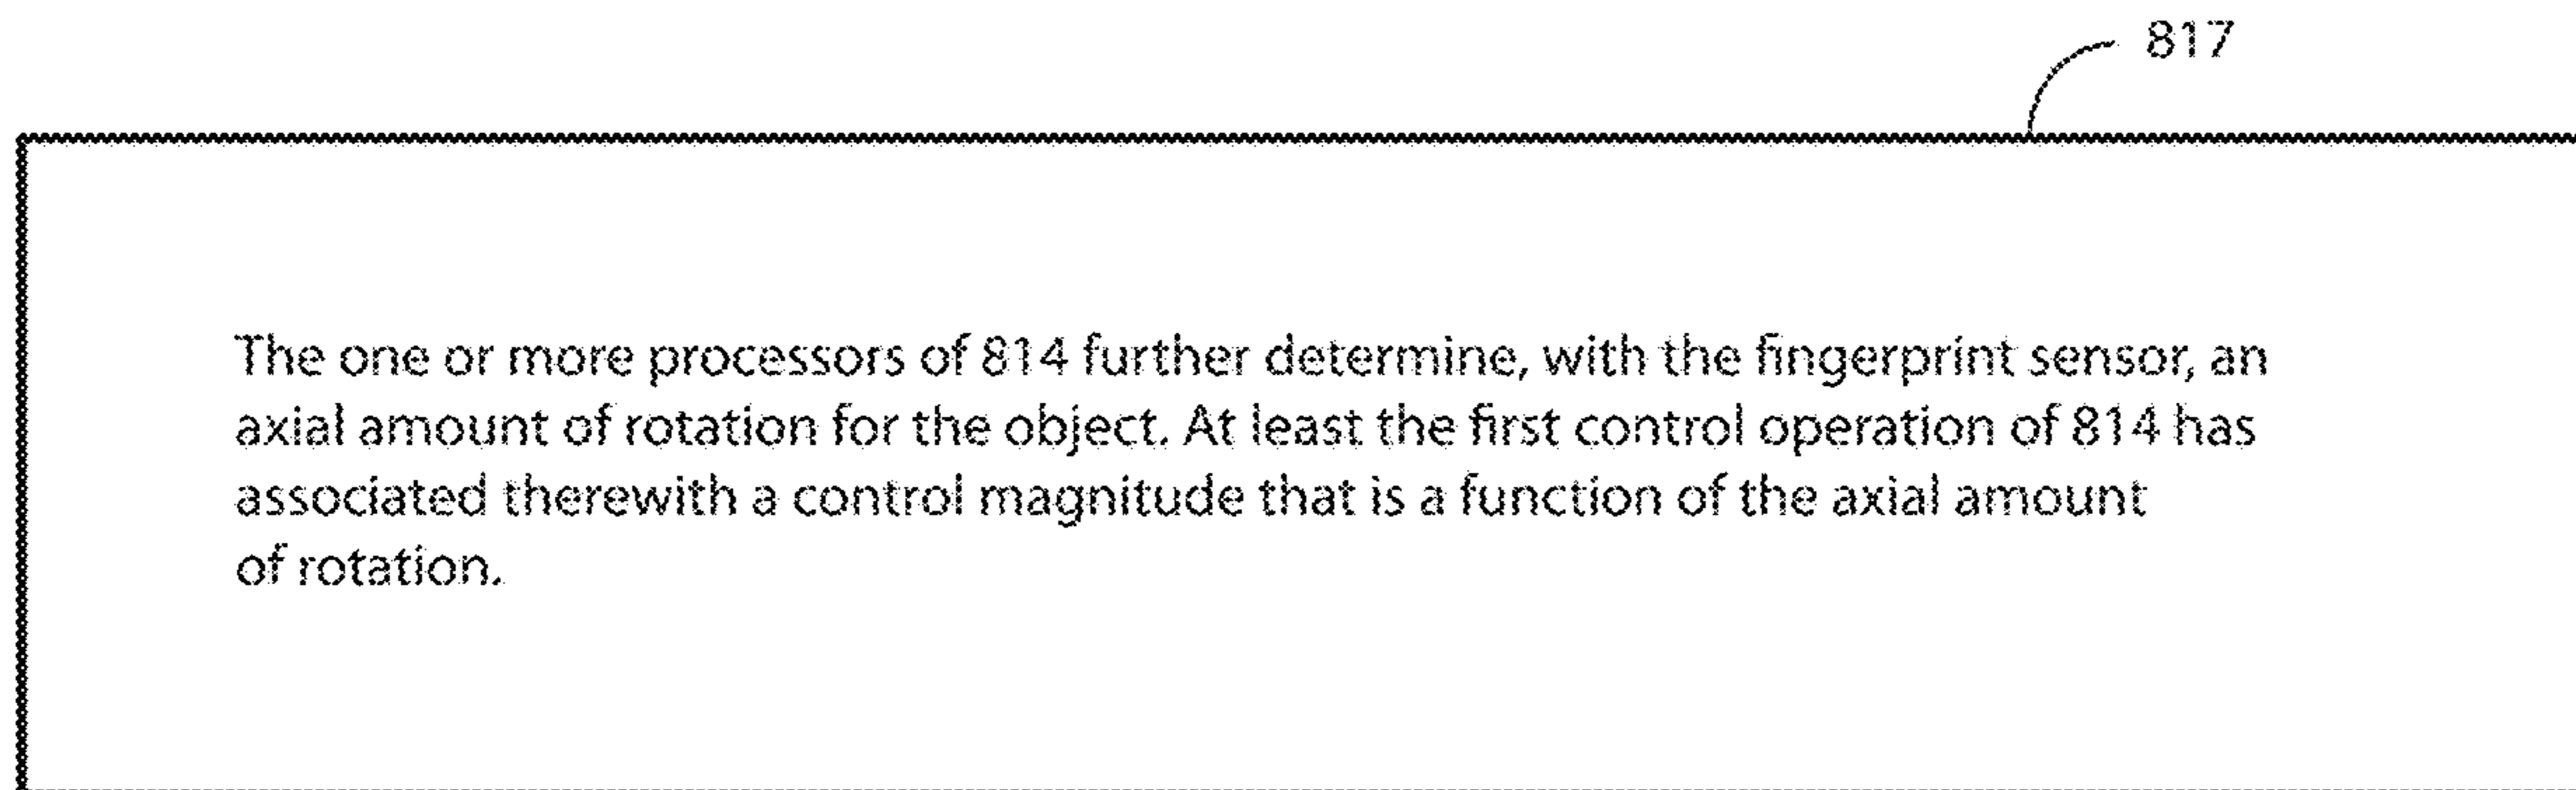 817
The one or more processors of 814 further determine, with the fingerprint sensor, an
axial amount of rotation for the object. At least the first control operation of 814 has
associated therewith a control magnitude that is a function of the axial amount
of rotation.